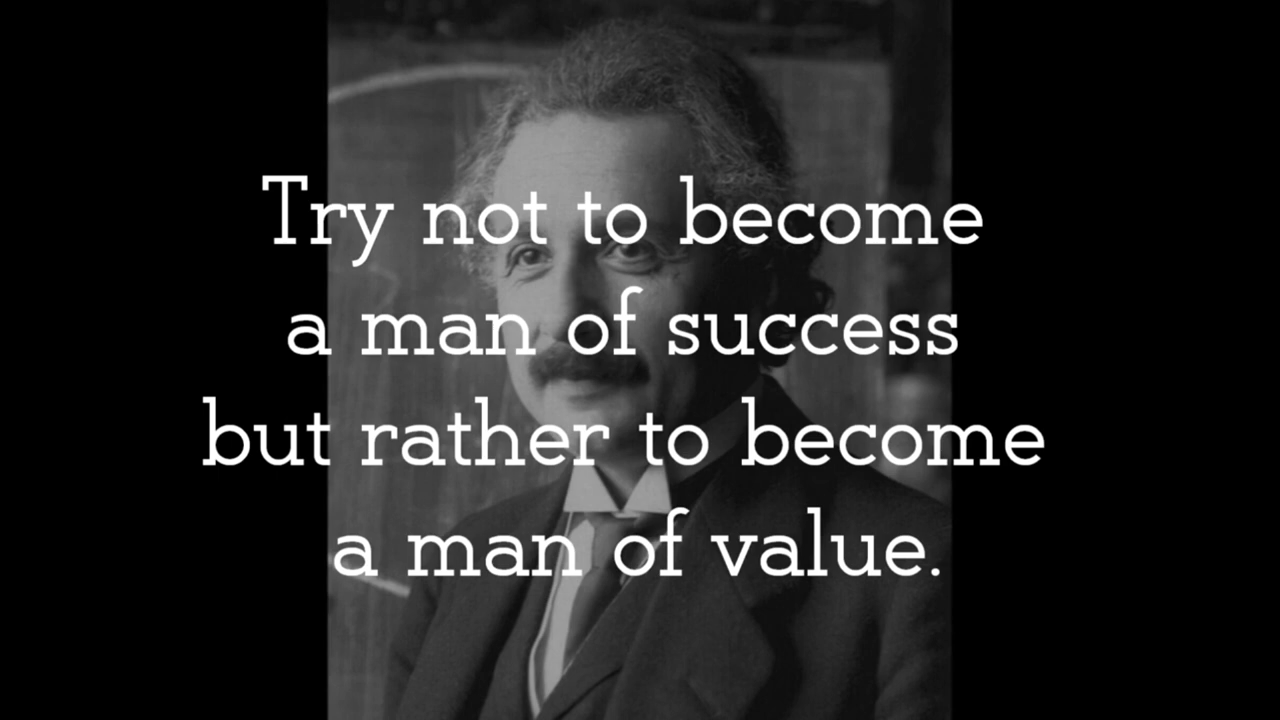 Try not to become
a man of success
but rather to become
a man of value.